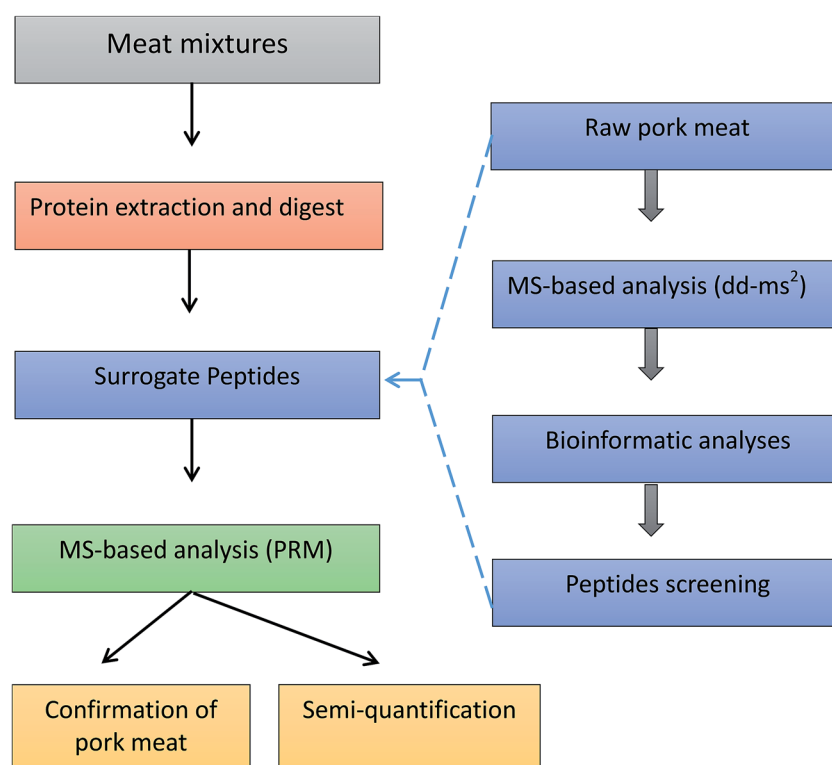 Meat mixtures
Protein extraction and digest
Surrogate Peptides
MS-based analysis (PRM)
Confirmation of
pork meat
Semi-quantification
Raw pork meat
MS-based analysis (dd-ms²)
Bioinformatic analyses
Peptides screening